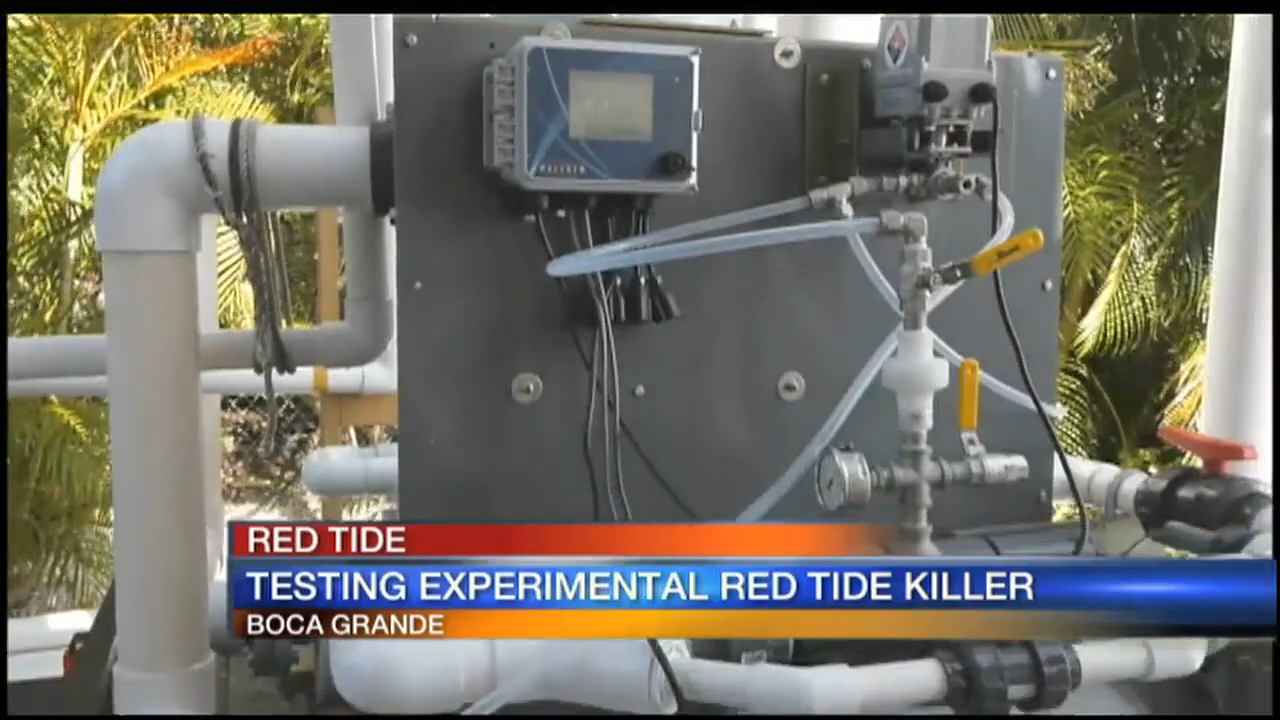 RED TIDE
TESTING EXPERIMENTAL RED TIDE KILLER
BOCA GRANDE